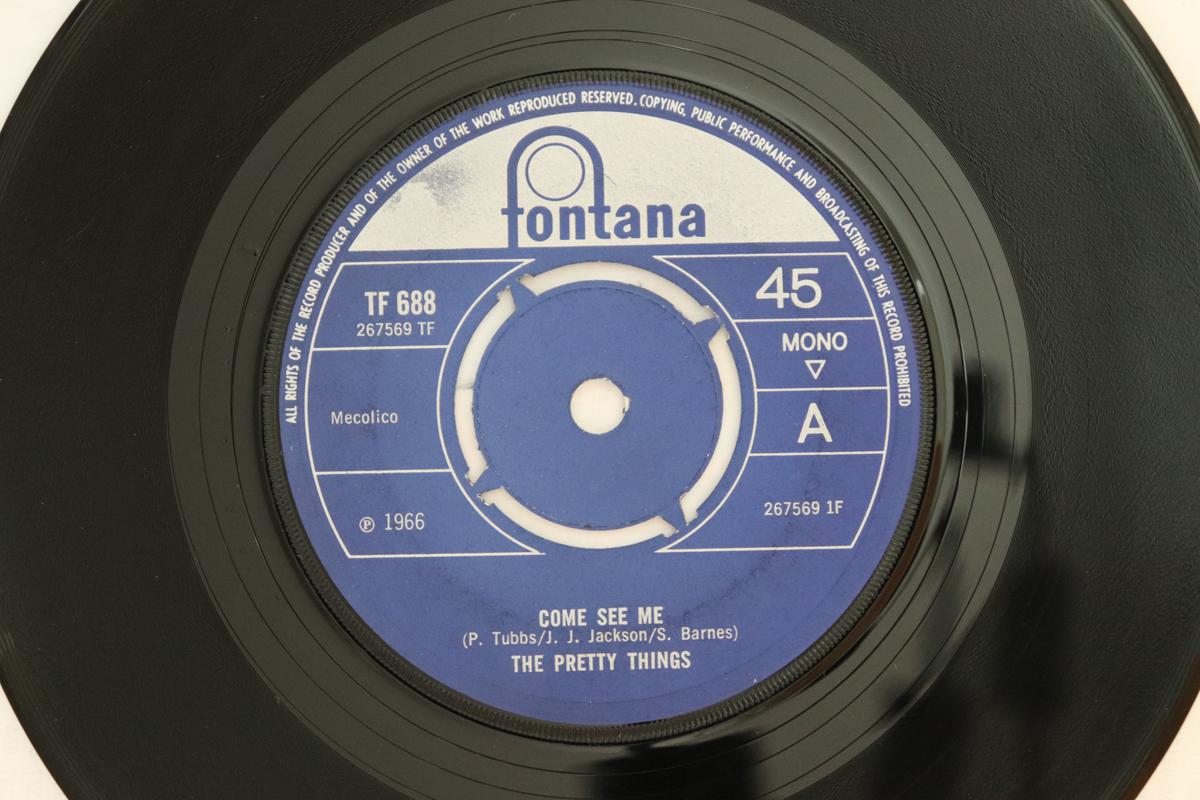 ALL RIGHTS OF THE RECORD PRODUCER AND OF THE OWNER OF THE WORK REPRODUCED RESERVED. COPYING, PUBLIC PERFORMANCE AND BROADCASTING OF THIS RECORD PROHIBITED
fontana
TF 688
267569 TF
Mecolico
℗ 1966
45
MONO
▽
A
267569 1F
COME SEE ME
(P. Tubbs/J. J. Jackson/S. Barnes)
THE PRETTY THINGS